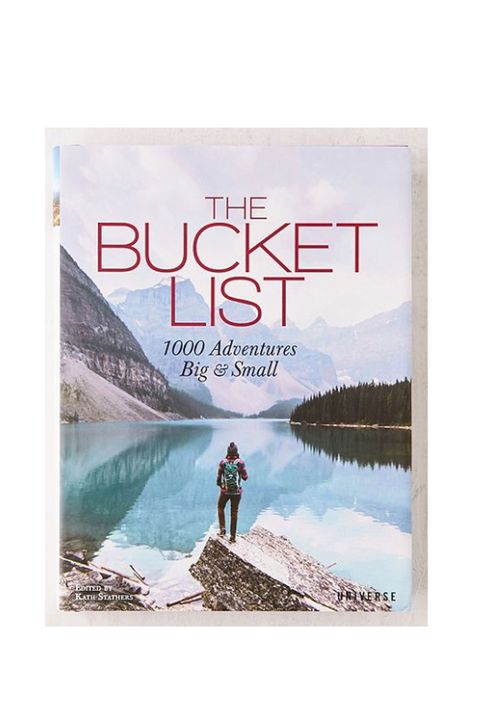 THE
BUCKET
LIST
1000 Adventures
Big & Small
EDITED BY
KATH STATHERS
UNIVERSE